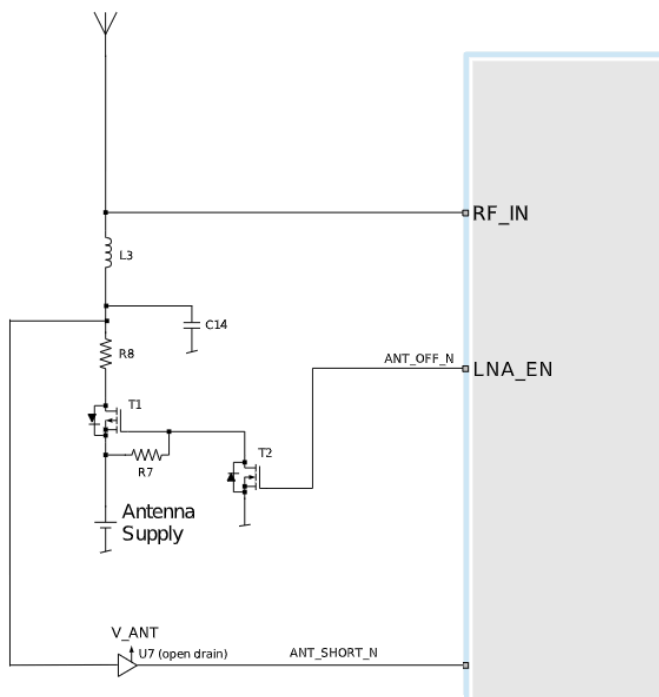 RF_IN
L3
C14
R8
ANT_OFF_N
LNA_EN
T1
T2
R7
Antenna
Supply
V_ANT
U7 (open drain)
ANT_SHORT_N